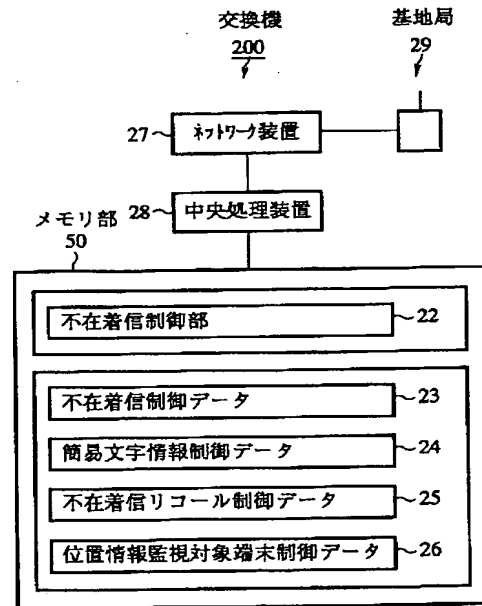 交換機
200
基地局
29
27
ﾈｯﾄﾜｰｸ装置
28
中央処理装置
メモリ部
50
不在着信制御部
22
不在着信制御データ
23
簡易文字情報制御データ
24
不在着信リコール制御データ
25
位置情報監視対象端末制御データ
26